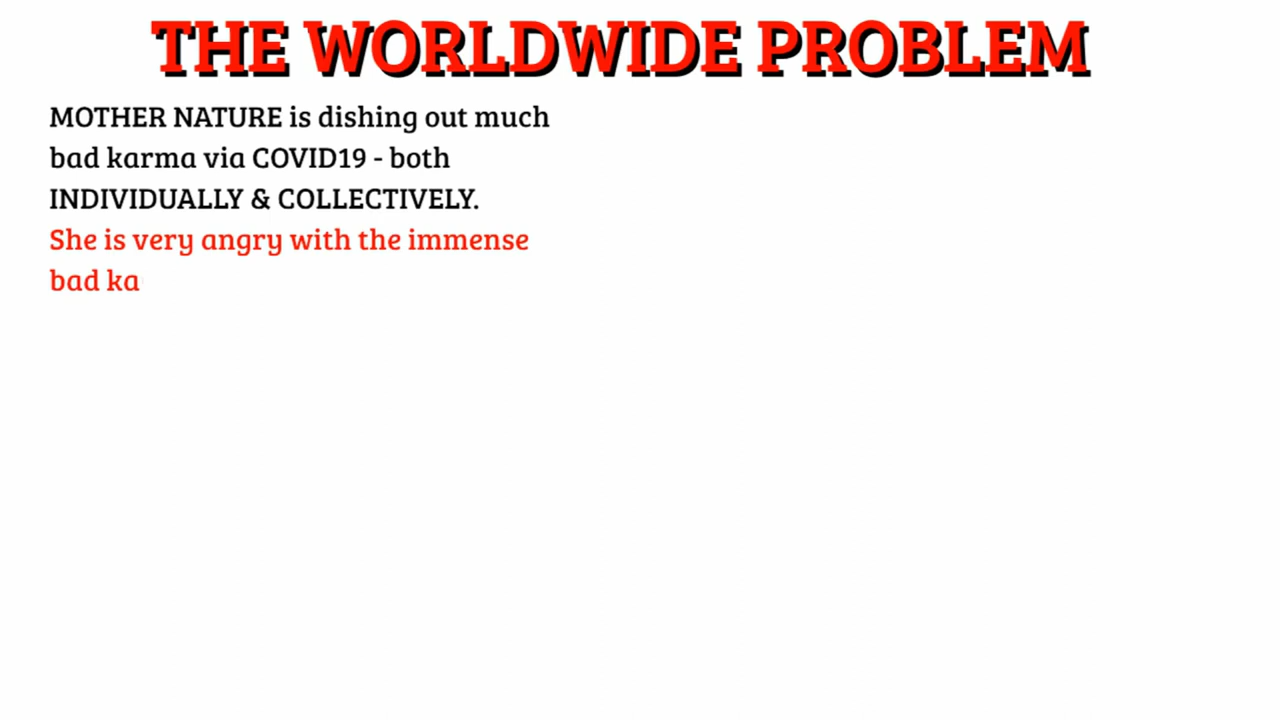 THE WORLDWIDE PROBLEM
MOTHER NATURE is dishing out much
bad karma via COVID19 - both
INDIVIDUALLY & COLLECTIVELY.
She is very angry with the immense
bad ka